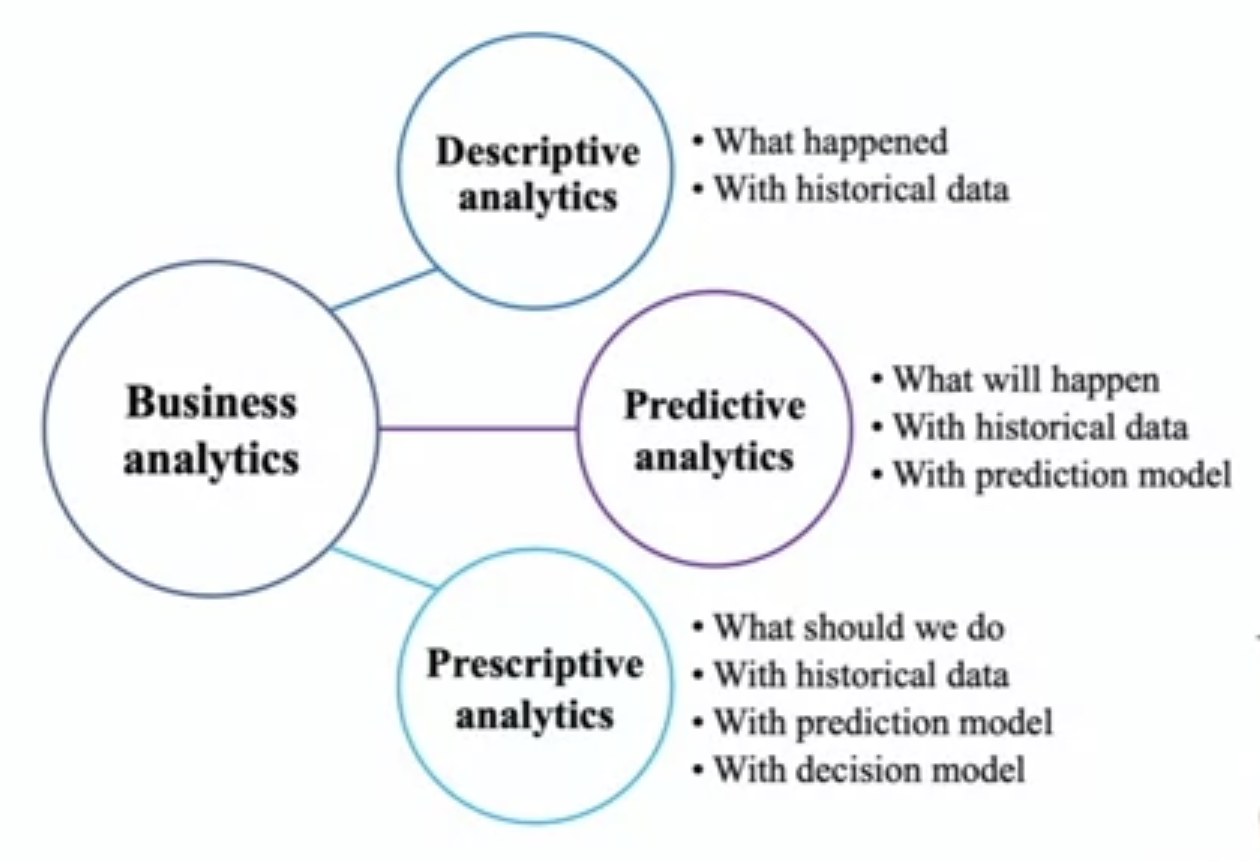 Descriptive
analytics
• What happened
• With historical data
Business
analytics
Predictive
analytics
• What will happen
• With historical data
• With prediction model
Prescriptive
analytics
• What should we do
• With historical data
• With prediction model
• With decision model